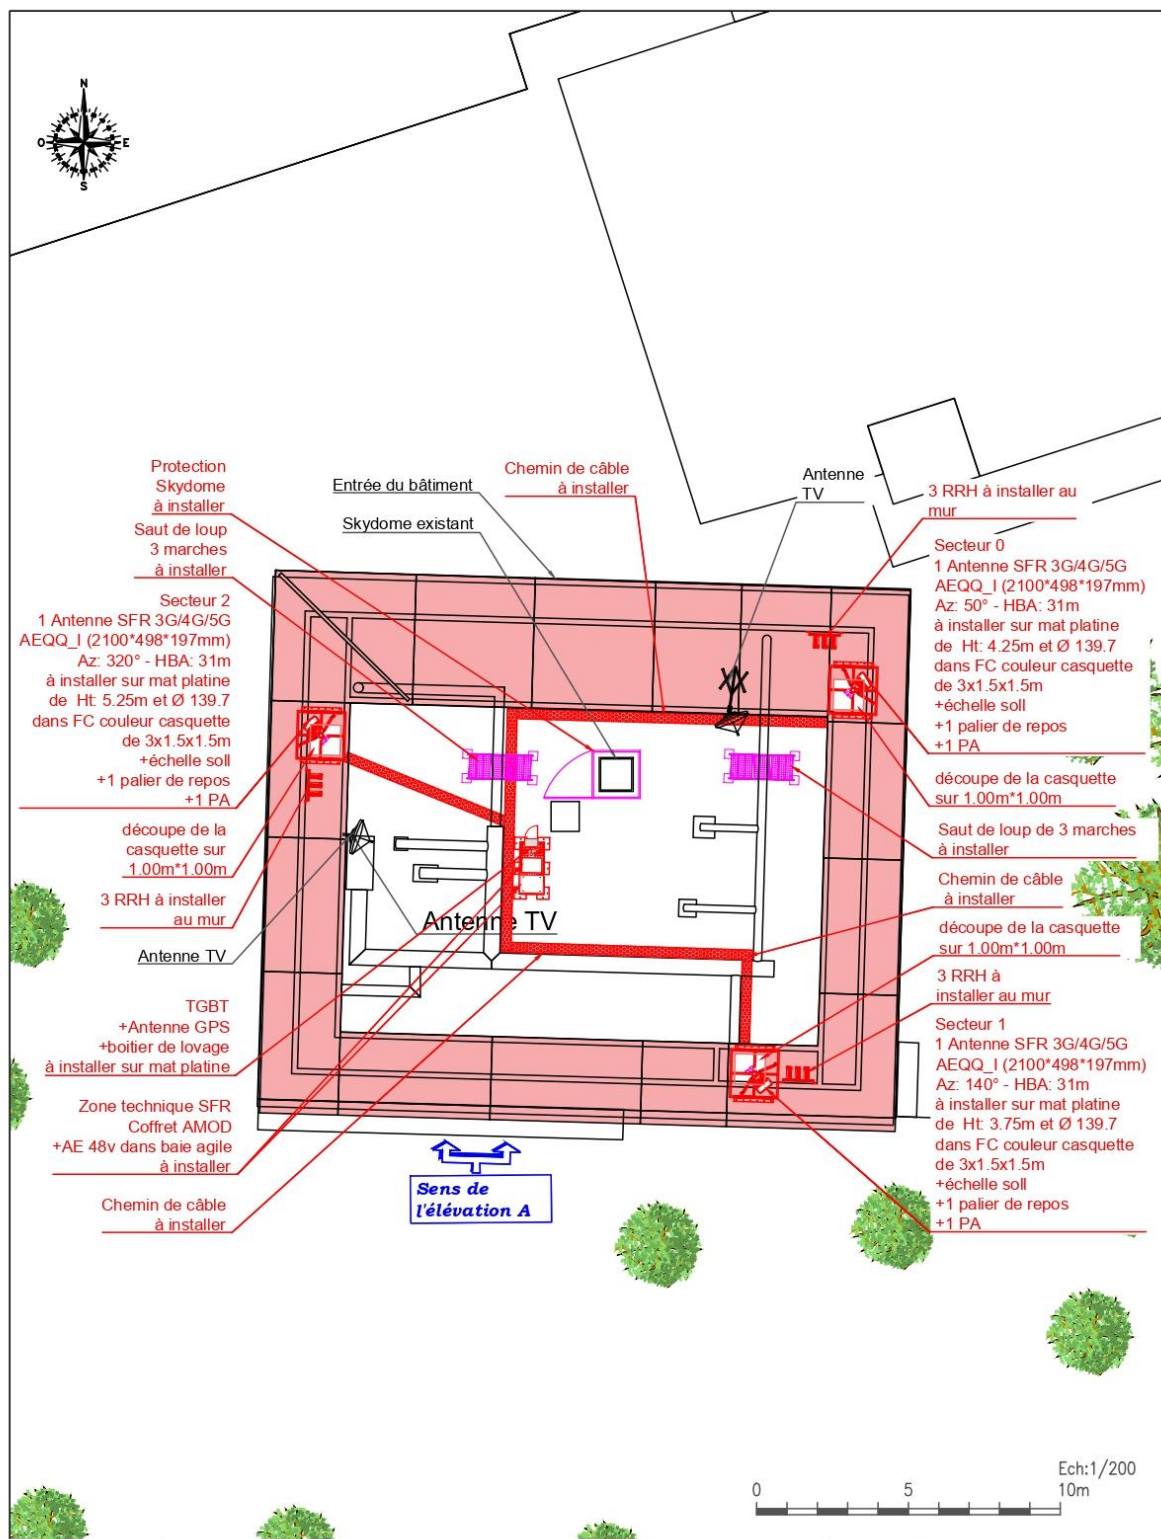 N
O
E
S
Protection
Skydome
à installer
Saut de loup
3 marches
à installer
Secteur 2
1 Antenne SFR 3G/4G/5G
AEQQ_I (2100*498*197mm)
Az: 320° - HBA: 31m
à installer sur mat platine
de Ht: 5.25m et Ø 139.7
dans FC couleur casquette
de 3x1.5x1.5m
+échelle soll
+1 palier de repos
+1 PA
découpe de la
casquette sur
1.00m*1.00m
3 RRH à installer
au mur
Antenne TV
TGBT
+Antenne GPS
+boitier de lovage
à installer sur mat platine
Zone technique SFR
Coffret AMOD
+AE 48v dans baie agile
à installer
Chemin de câble
à installer
Entrée du bâtiment
Skydome existant
Chemin de câble
à installer
Antenne
TV
Antenne TV
Sens de
l'élévation A
3 RRH à installer au
mur
Secteur 0
1 Antenne SFR 3G/4G/5G
AEQQ_I (2100*498*197mm)
Az: 50° - HBA: 31m
à installer sur mat platine
de Ht: 4.25m et Ø 139.7
dans FC couleur casquette
de 3x1.5x1.5m
+échelle soll
+1 palier de repos
+1 PA
découpe de la casquette
sur 1.00m*1.00m
Saut de loup de 3 marches
à installer
Chemin de câble
à installer
découpe de la casquette
sur 1.00m*1.00m
3 RRH à
installer au mur
Secteur 1
1 Antenne SFR 3G/4G/5G
AEQQ_I (2100*498*197mm)
Az: 140° - HBA: 31m
à installer sur mat platine
de Ht: 3.75m et Ø 139.7
dans FC couleur casquette
de 3x1.5x1.5m
+échelle soll
+1 palier de repos
+1 PA
Ech:1/200
0 5 10m